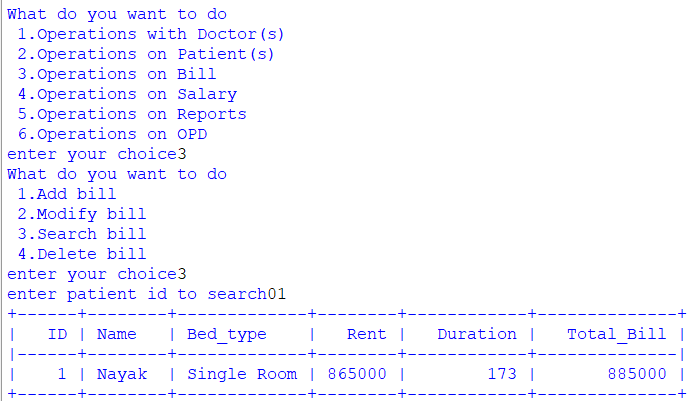 What do you want to do
 1.Operations with Doctor(s)
 2.Operations on Patient(s)
 3.Operations on Bill
 4.Operations on Salary
 5.Operations on Reports
 6.Operations on OPD
enter your choice3
What do you want to do
 1.Add bill
 2.Modify bill
 3.Search bill
 4.Delete bill
enter your choice3
enter patient id to search01
+------+--------+-------------+--------+------------+--------------+
|   ID | Name   | Bed_type    |   Rent |   Duration |   Total_Bill |
|------+--------+-------------+--------+------------+--------------|
|    1 | Nayak  | Single Room | 865000 |        173 |       885000 |
+------+--------+-------------+--------+------------+--------------+